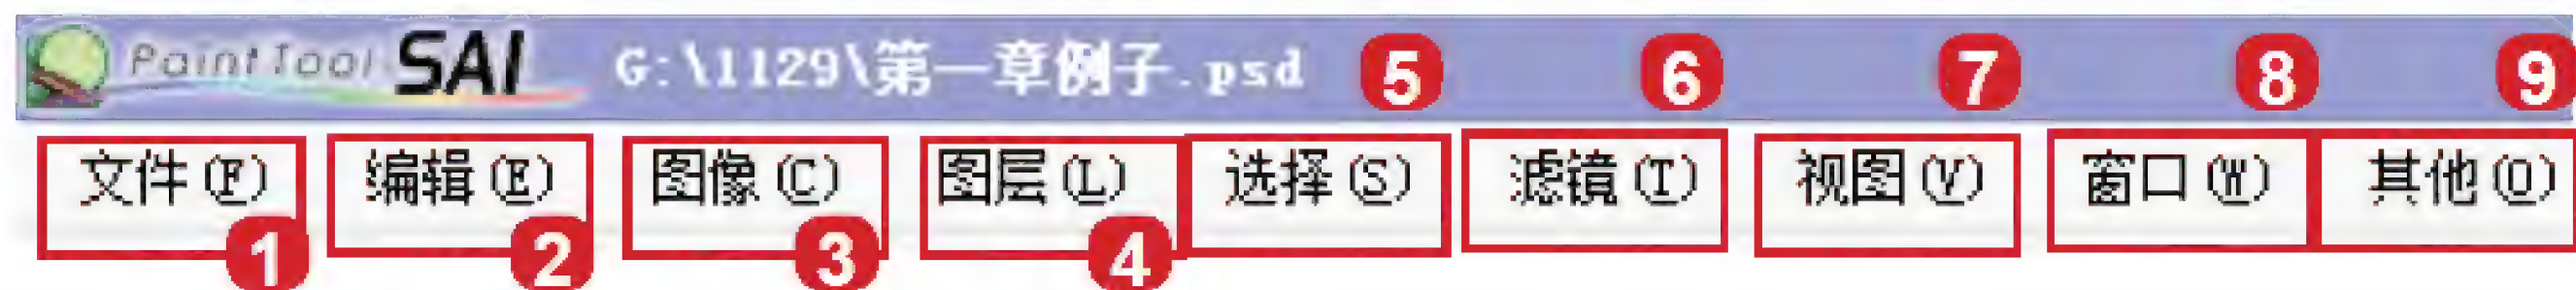 PaintTool SAI G:\1129\第一章例子.psd 5 6 7 8 9
文件(F) 编辑(E) 图像(C) 图层(L) 选择(S) 滤镜(T) 视图(V) 窗口(W) 其他(O)
1 2 3 4